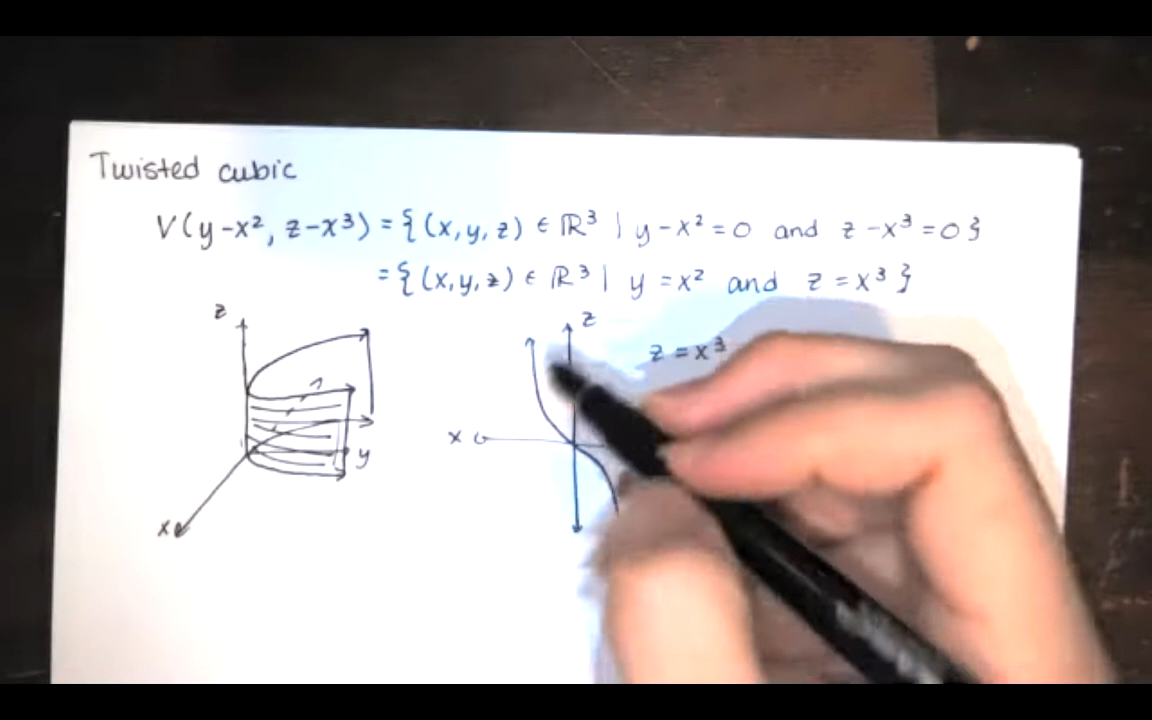 Twisted cubic
V(y-x², z-x³) = {(x,y,z) ∈ ℝ³ | y-x²=0 and z-x³=0}
= {(x,y,z) ∈ ℝ³ | y=x² and z=x³}
z
y
x
z
x
z=x³